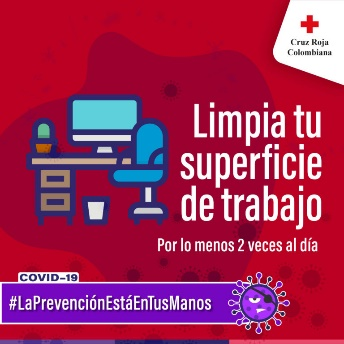 Cruz Roja
Colombiana
Limpia tu
superficie
de trabajo
Por lo menos 2 veces al día
COVID-19
#LaPrevenciónEstáEnTusManos